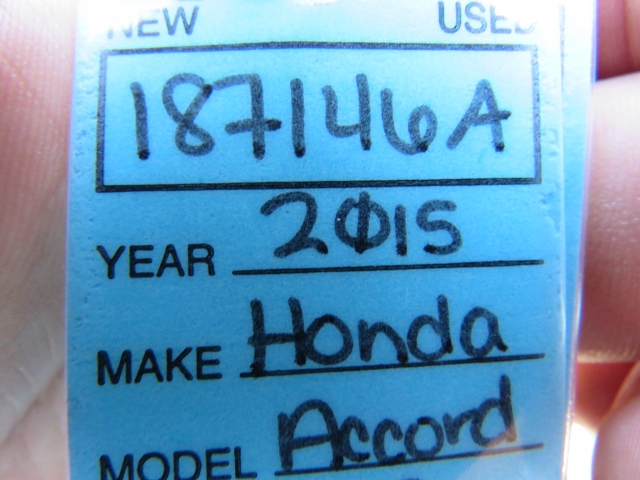 NEW USED
187146A
YEAR 2015
MAKE Honda
MODEL Accord